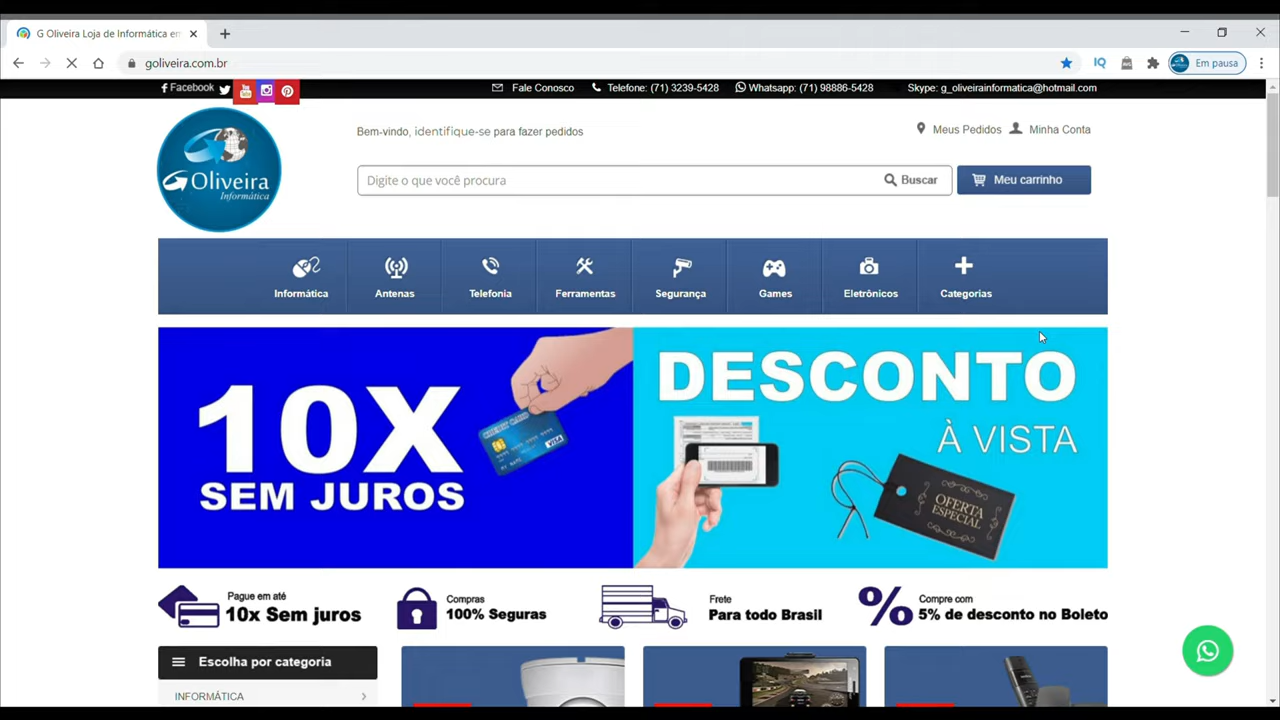 G Oliveira Loja de Informática em
goliveira.com.br
IQ
Em pausa
Facebook
You
Fale Conosco
Telefone: (71) 3239-5428
Whatsapp: (71) 98886-5428
Skype: g_oliveirainformatica@hotmail.com
Oliveira
Informática
Bem-vindo, identifique-se para fazer pedidos
Meus Pedidos
Minha Conta
Digite o que você procura
Buscar
Meu carrinho
Informática
Antenas
Telefonia
Ferramentas
Segurança
Games
Eletrônicos
Categorias
10X
SEM JUROS
VISA
DESCONTO
À VISTA
OFERTA
ESPECIAL
Pague em até
10x Sem juros
Compras
100% Seguras
Frete
Para todo Brasil
%
Compre com
5% de desconto no Boleto
Escolha por categoria
INFORMÁTICA